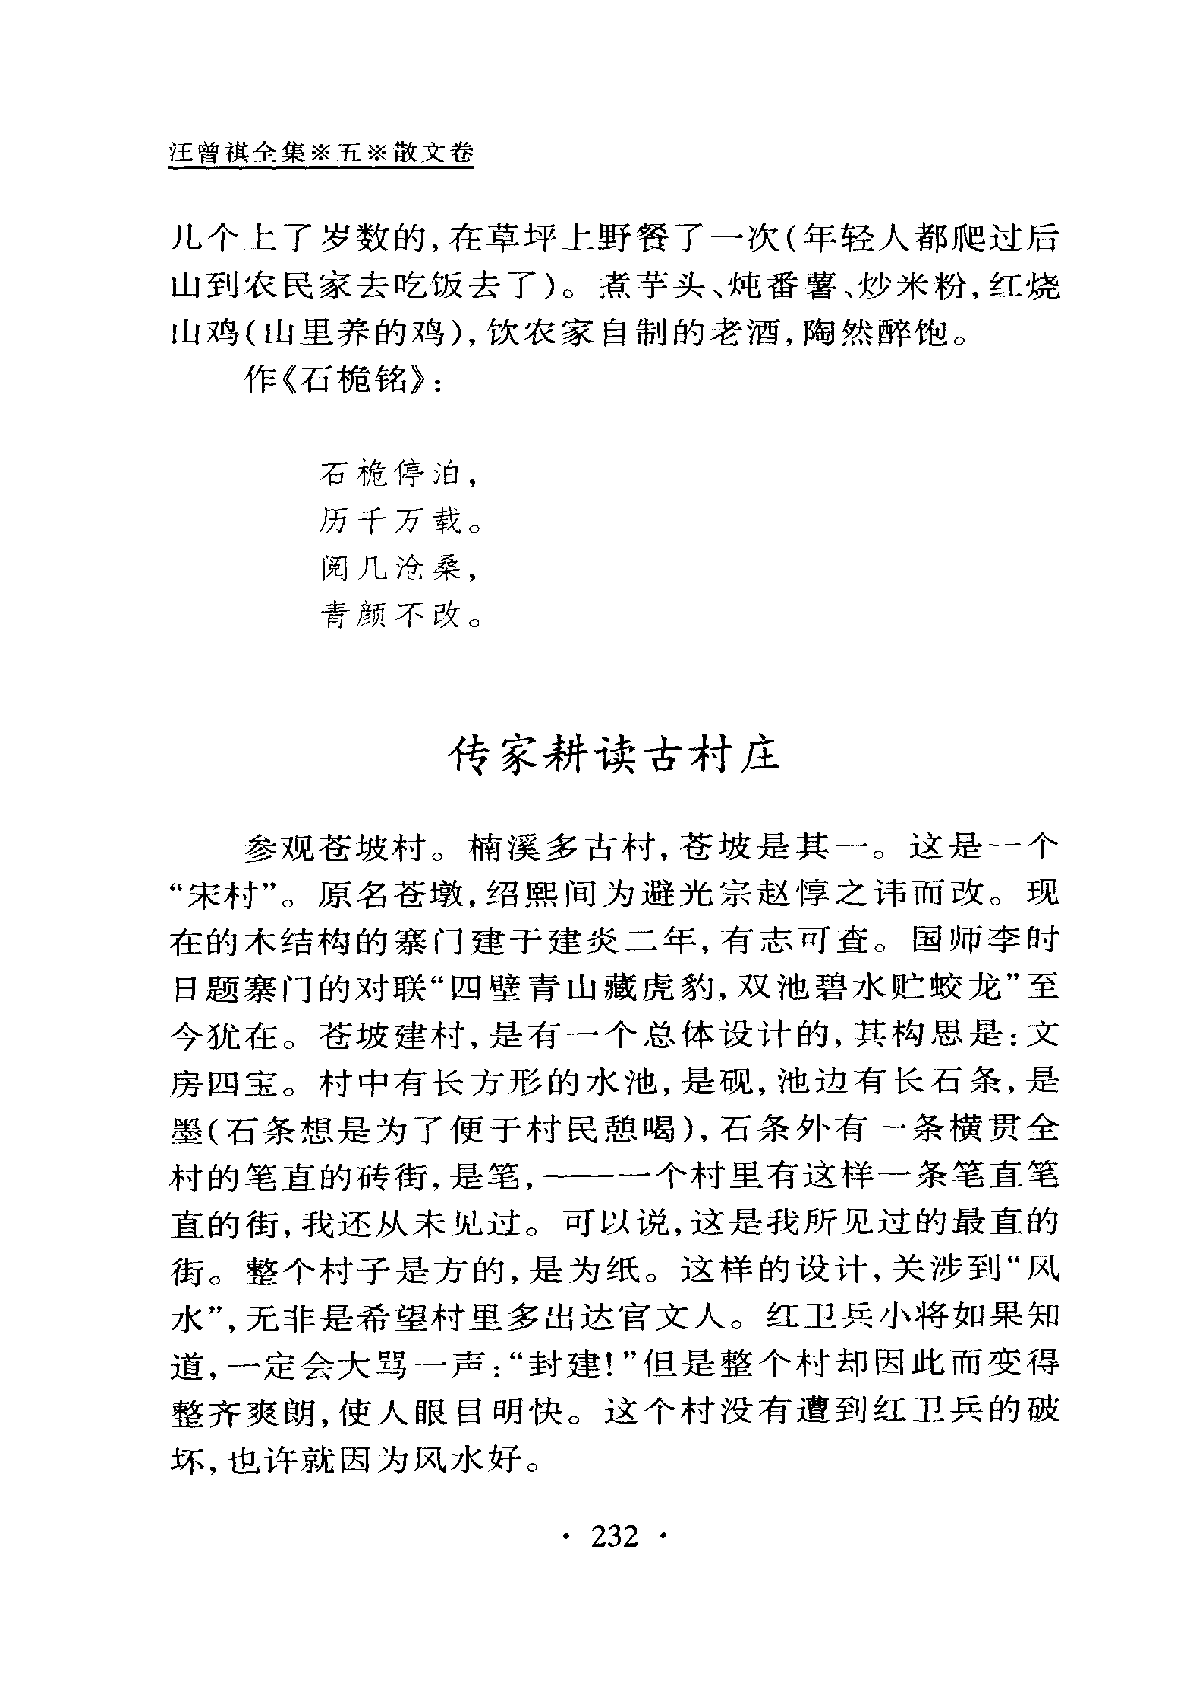 汪曾祺全集※五※散文卷
几个上了岁数的,在草坪上野餐了一次(年轻人都爬过后
山到农民家去吃饭去了)。煮芋头、炖番薯、炒米粉,红烧
山鸡(山里养的鸡),饮农家自制的老酒,陶然醉饱。
作《石桅铭》:
石桅停泊,
历千万载。
阅几沧桑,
青颜不改。
传家耕读古村庄
参观苍坡村。楠溪多古村,苍坡是其一。这是一个
“宋村”。原名苍墩,绍熙间为避光宗赵惇之讳而改。现
在的木结构的寨门建于建炎二年,有志可查。国师李时
日题寨门的对联“四壁青山藏虎豹,双池碧水贮蛟龙”至
今犹在。苍坡建村,是有一个总体设计的,其构思是:文
房四宝。村中有长方形的水池,是砚,池边有长石条,是
墨(石条想是为了便于村民憩喝),石条外有一条横贯全
村的笔直的砖街,是笔,——一个村里有这样一条笔直笔
直的街,我还从未见过。可以说,这是我所见过的最直的
街。整个村子是方的,是为纸。这样的设计,关涉到“风
水”,无非是希望村里多出达官文人。红卫兵小将如果知
道,一定会大骂一声:“封建!”但是整个村却因此而变得
整齐爽朗,使人眼目明快。这个村没有遭到红卫兵的破
坏,也许就因为风水好。
· 232 ·